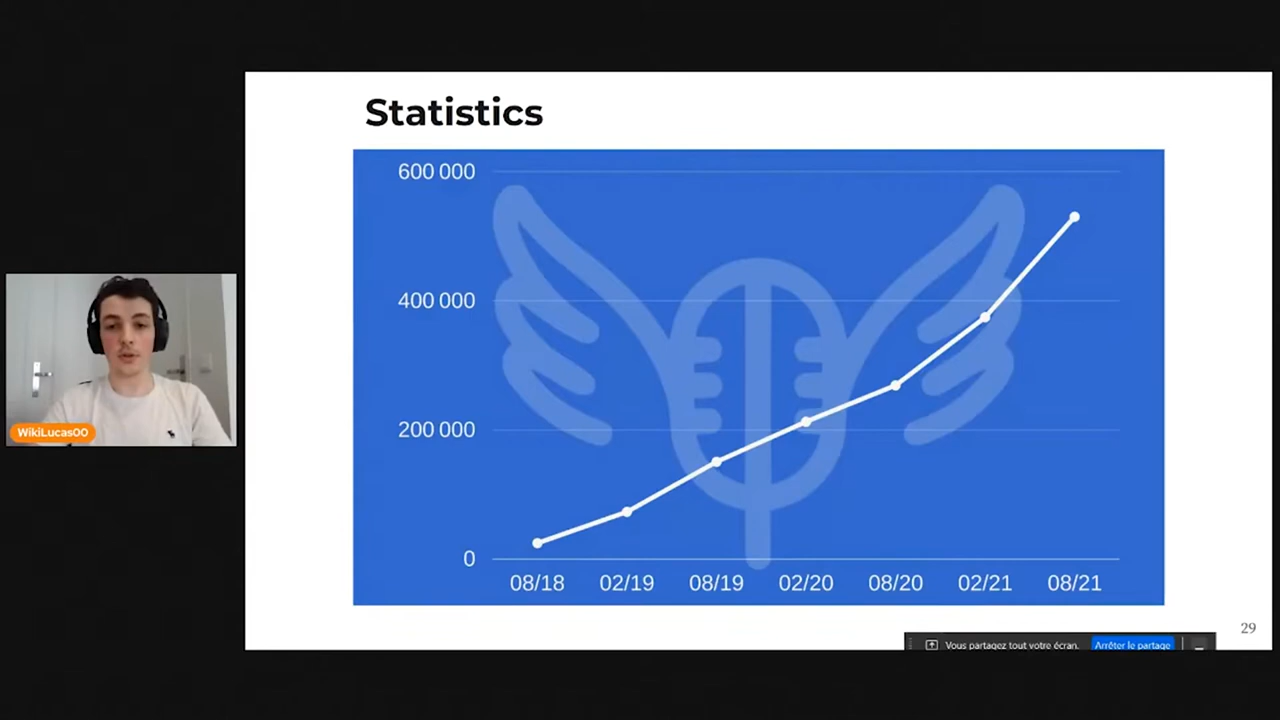 Statistics
600 000
400 000
200 000
0
08/18 02/19 08/19 02/20 08/20 02/21 08/21
WikiLucas00
29
Vous partagez tout votre écran. Arrêter le partage